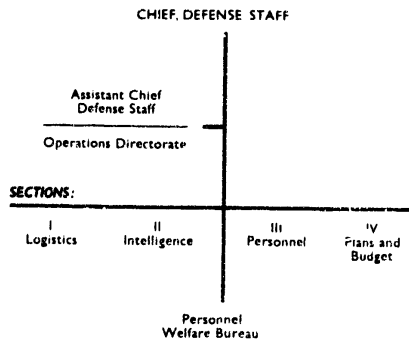 CHIEF, DEFENSE STAFF
Assistant Chief
Defense Staff
Operations Directorate
SECTIONS:
I II III IV
Logistics Intelligence Personnel Plans and
Budget
Personnel
Welfare Bureau